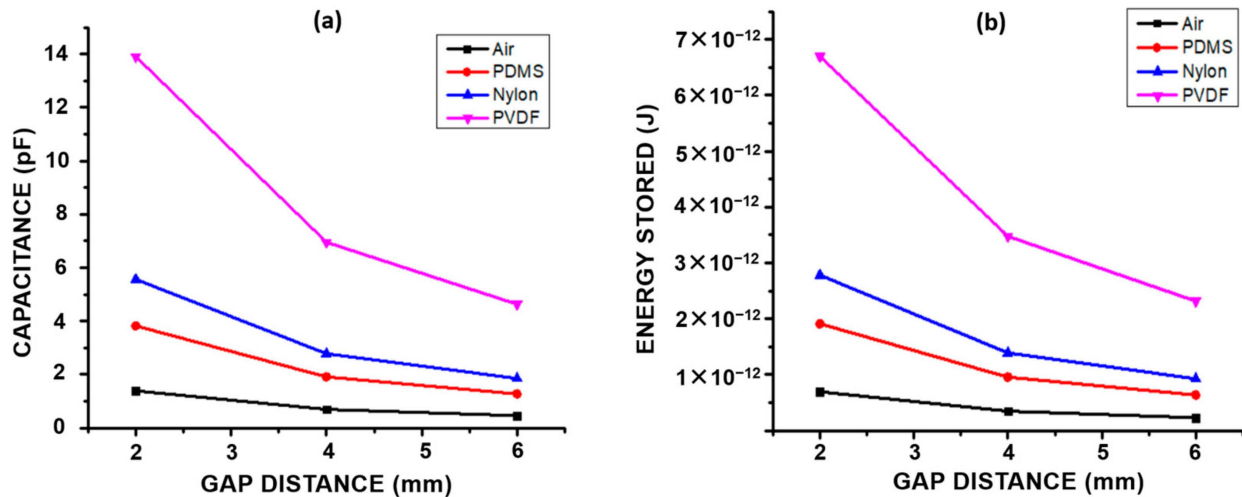 (a)
Air
PDMS
Nylon
PVDF
CAPACITANCE (pF)
14
12
10
8
6
4
2
0
2 3 4 5 6
GAP DISTANCE (mm)
(b)
Air
PDMS
Nylon
PVDF
ENERGY STORED (J)
7×10⁻¹²
6×10⁻¹²
5×10⁻¹²
4×10⁻¹²
3×10⁻¹²
2×10⁻¹²
1×10⁻¹²
2 3 4 5 6
GAP DISTANCE (mm)